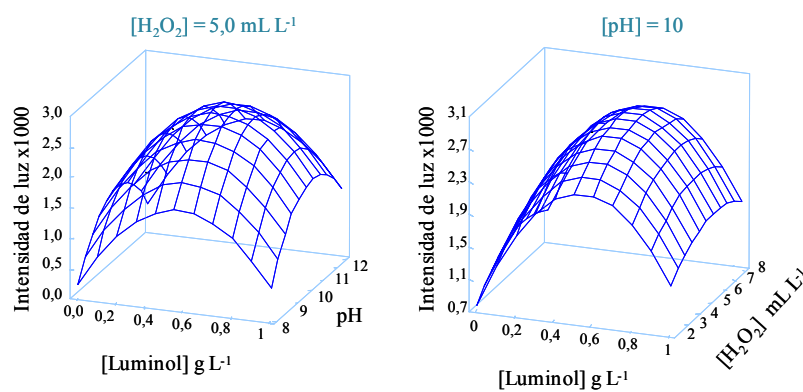 [H₂O₂] = 5,0 mL L⁻¹
Intensidad de luz x1000
3,0
2,5
2,0
1,5
1,0
0,5
0,0
0,0 0,2 0,4 0,6 0,8 1
8 9 10 11 12
pH
[Luminol] g L⁻¹
[pH] = 10
Intensidad de luz x1000
3,1
2,7
2,3
1,9
1,5
1,1
0,7
0 0,2 0,4 0,6 0,8 1
2 3 4 5 6 7 8
[H₂O₂] mL L⁻¹
[Luminol] g L⁻¹